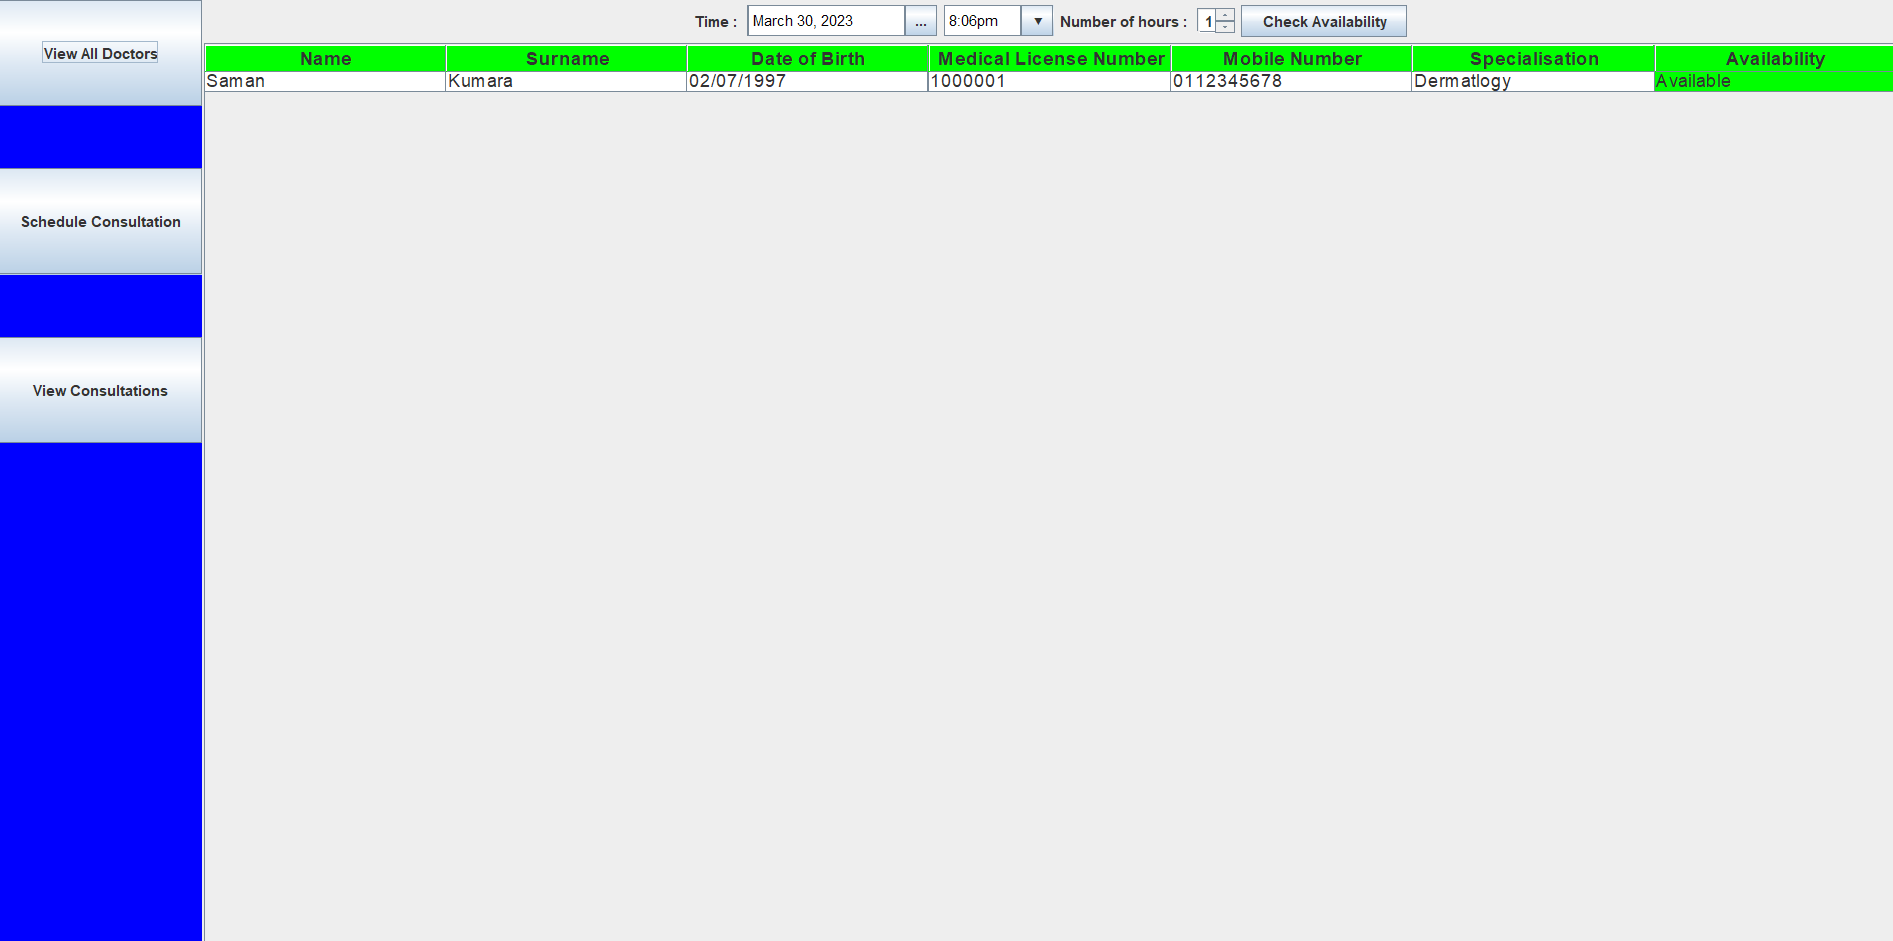 View All Doctors
Schedule Consultation
View Consultations
Time : March 30, 2023 ... 8:06pm ▼ Number of hours : 1 Check Availability
Name Surname Date of Birth Medical License Number Mobile Number Specialisation Availability
Saman Kumara 02/07/1997 1000001 0112345678 Dermatlogy Available